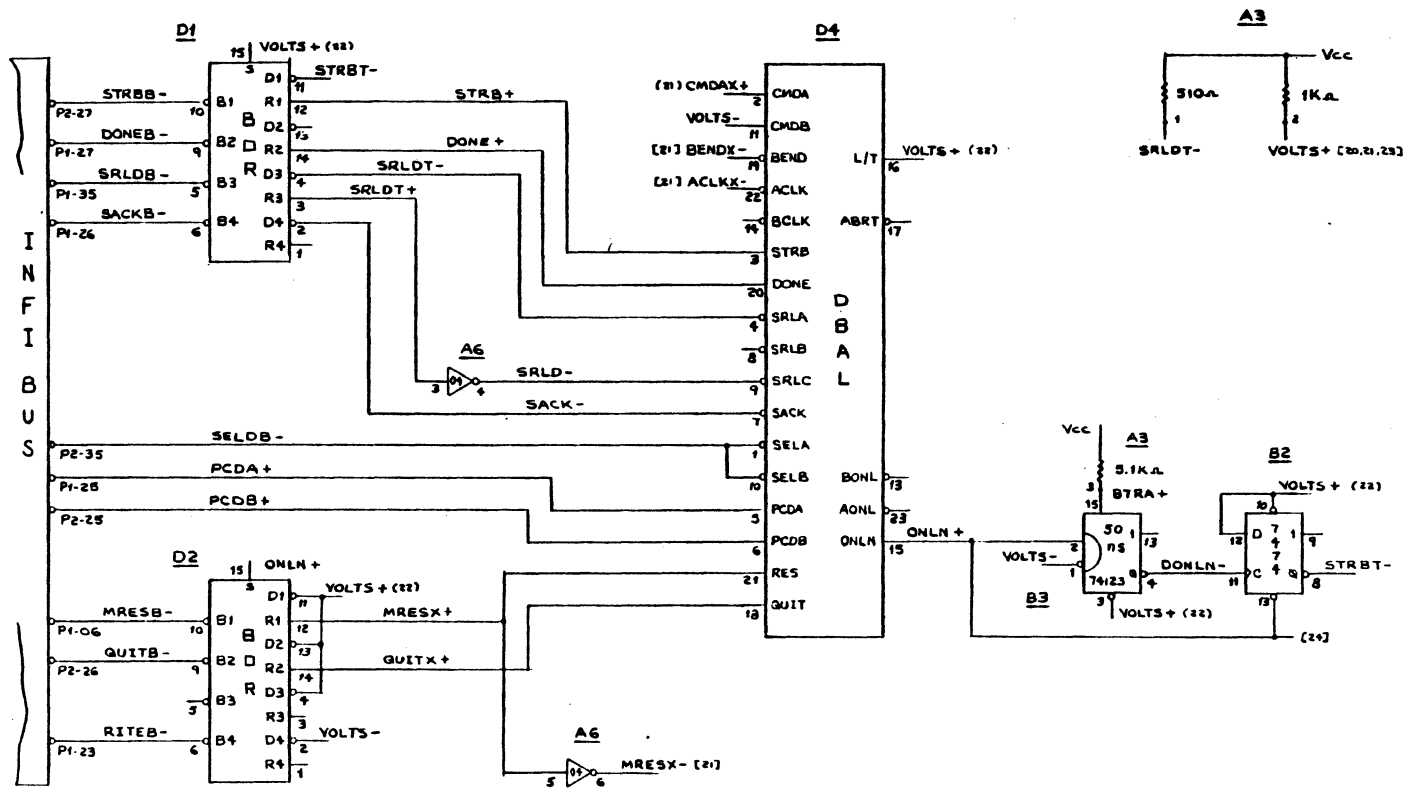 D1
D4
A3
15 VOLTS+ (22)
S
D1 STRBT-
11
STRBB-
P2-27
10
B1
R1
12
STRB+
D2
13
DONEB-
P1-27
9
B2
R2
14
DONE+
SRLDB-
P1-35
5
B3
D3
4
SRLDT-
R3
3
SRLDT+
SACKB-
P1-26
6
B4
D4
2
R4
1
B
D
R
I
N
F
I
B
U
S
A6
3
04
4
SRLD-
SACK-
SELDB-
P2-35
PCDA+
P1-25
PCDB+
P2-25
(21) CMDAX+
2
CMDA
VOLTS-
11
CMDB
[21] BENDX-
19
BEND
[21] ACLKX-
22
ACLK
14
BCLK
3
STRB
20
DONE
4
SRLA
8
SRLB
9
SRLC
7
SACK
1
SELA
10
SELB
5
PCDA
6
PCDB
21
RES
18
QUIT
L/T
16
VOLTS+ (22)
ABRT
17
D
B
A
L
BONL
13
AONL
23
ONLN
15
ONLN+
Vcc
510Ω
1
SRLDT-
1KΩ
2
VOLTS+ [20,21,23]
Vcc
A3
5.1KΩ
3
B7RA+
15
2
50
ns
1
13
VOLTS-
1
74123
Q
4
DONLN-
B3
3
VOLTS+ (22)
B2
VOLTS+ (22)
10
12
D
7
4
7
4
1
9
11
C
Q
8
STRBT-
13
[24]
D2
15
ONLN+
S
D1
11
VOLTS+ (22)
MRESB-
P1-06
10
B1
R1
12
MRESX+
D2
13
QUITB-
P2-26
9
B2
R2
14
QUITX+
5
B3
D3
4
R3
3
RITEB-
P1-23
6
B4
D4
2
VOLTS-
R4
1
B
D
R
A6
5
04
6
MRESX- [21]